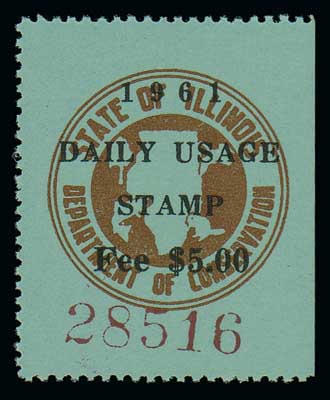 1961
STATE OF ILLINOIS
DAILY USAGE
STAMP
Fee $5.00
DEPARTMENT OF CONSERVATION
28516